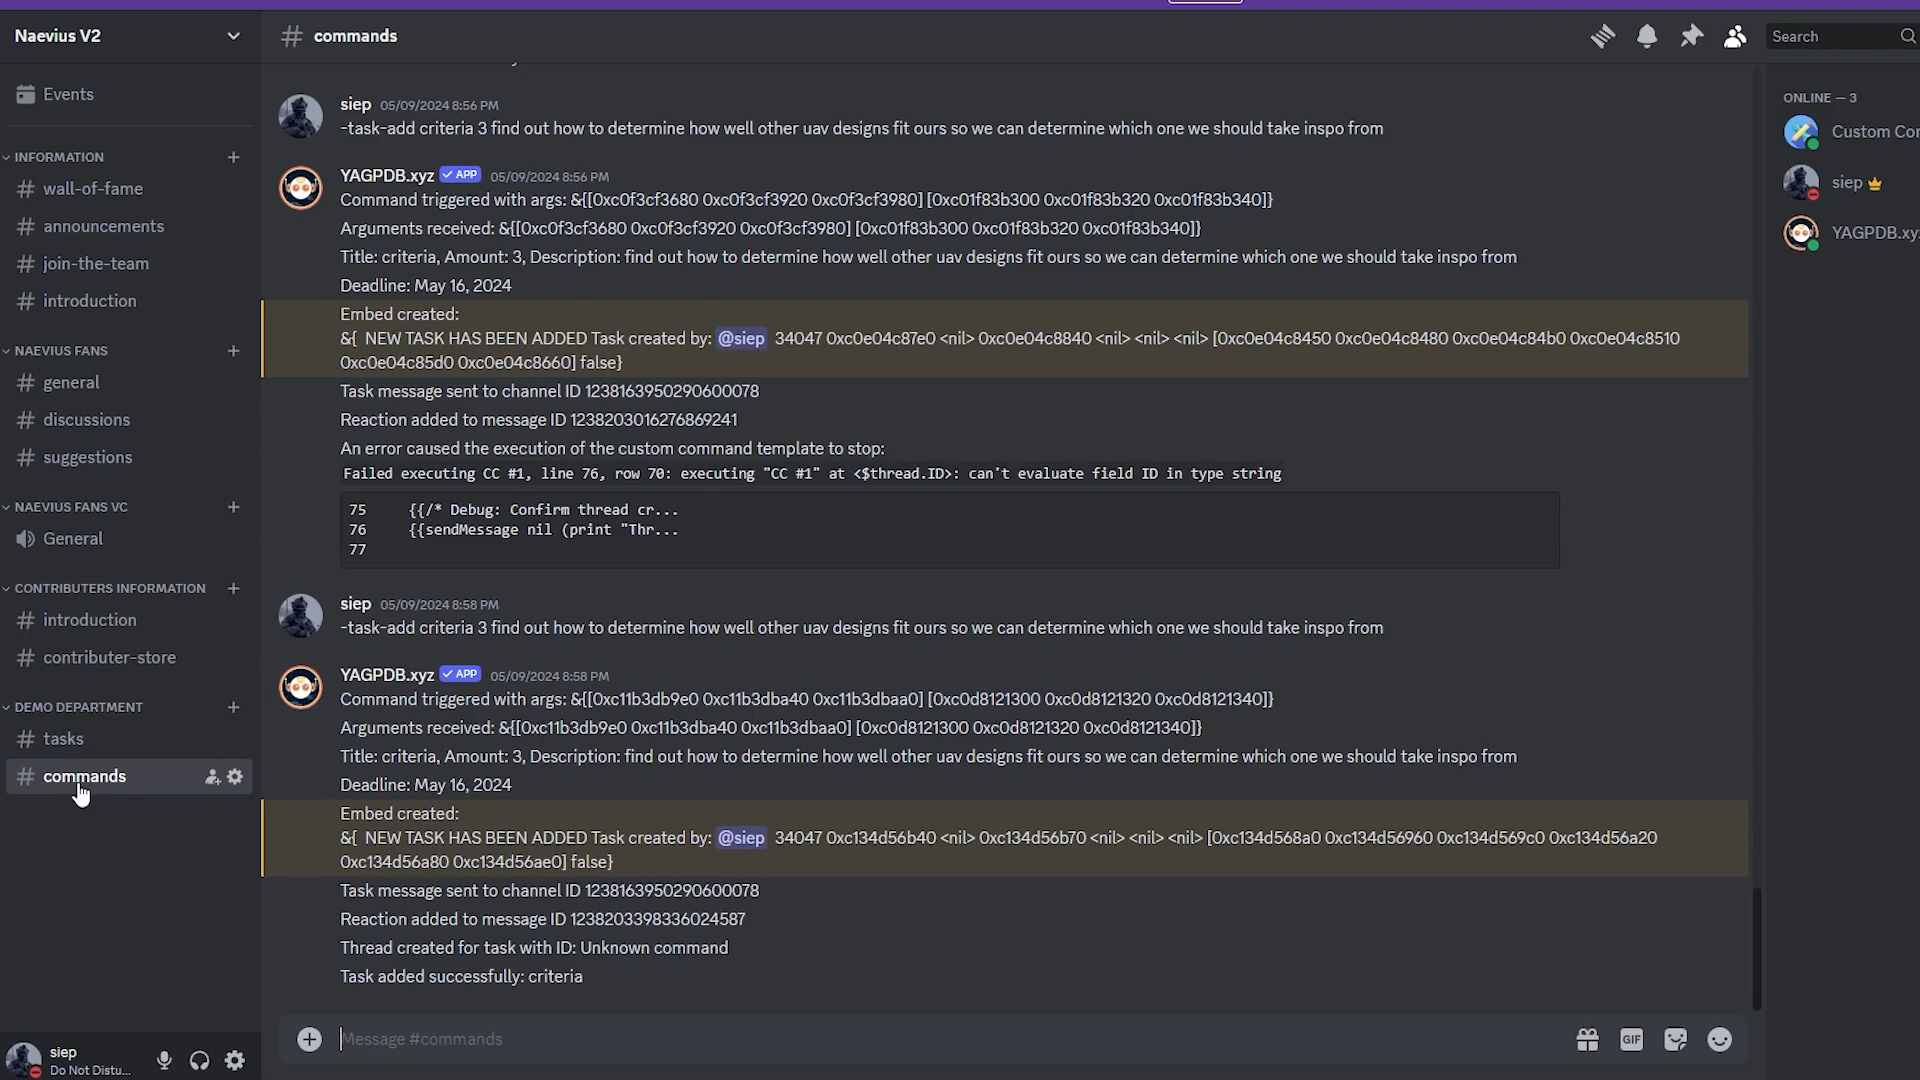 Naevius V2
Events
INFORMATION
wall-of-fame
announcements
join-the-team
introduction
NAEVIUS FANS
general
discussions
suggestions
NAEVIUS FANS VC
General
CONTRIBUTERS INFORMATION
introduction
contributer-store
DEMO DEPARTMENT
tasks
commands
siep
Do Not Distu...
commands
Search
siep 05/09/2024 8:56 PM
-task-add criteria 3 find out how to determine how well other uav designs fit ours so we can determine which one we should take inspo from
YAGPDB.xyz APP 05/09/2024 8:56 PM
Command triggered with args: &{[0xc0f3cf3680 0xc0f3cf3920 0xc0f3cf3980] [0xc01f83b300 0xc01f83b320 0xc01f83b340]}
Arguments received: &{[0xc0f3cf3680 0xc0f3cf3920 0xc0f3cf3980] [0xc01f83b300 0xc01f83b320 0xc01f83b340]}
Title: criteria, Amount: 3, Description: find out how to determine how well other uav designs fit ours so we can determine which one we should take inspo from
Deadline: May 16, 2024
Embed created:
&{ NEW TASK HAS BEEN ADDED Task created by: @siep 34047 0xc0e04c87e0 <nil> 0xc0e04c8840 <nil> <nil> <nil> [0xc0e04c8450 0xc0e04c8480 0xc0e04c84b0 0xc0e04c8510
0xc0e04c85d0 0xc0e04c8660] false}
Task message sent to channel ID 1238163950290600078
Reaction added to message ID 1238203016276869241
An error caused the execution of the custom command template to stop:
Failed executing CC #1, line 76, row 70: executing "CC #1" at <$thread.ID>: can't evaluate field ID in type string
75 {{/* Debug: Confirm thread cr...
76 {{sendMessage nil (print "Thr...
77
siep 05/09/2024 8:58 PM
-task-add criteria 3 find out how to determine how well other uav designs fit ours so we can determine which one we should take inspo from
YAGPDB.xyz APP 05/09/2024 8:58 PM
Command triggered with args: &{[0xc11b3db9e0 0xc11b3dba40 0xc11b3dbaa0] [0xc0d8121300 0xc0d8121320 0xc0d8121340]}
Arguments received: &{[0xc11b3db9e0 0xc11b3dba40 0xc11b3dbaa0] [0xc0d8121300 0xc0d8121320 0xc0d8121340]}
Title: criteria, Amount: 3, Description: find out how to determine how well other uav designs fit ours so we can determine which one we should take inspo from
Deadline: May 16, 2024
Embed created:
&{ NEW TASK HAS BEEN ADDED Task created by: @siep 34047 0xc134d56b40 <nil> 0xc134d56b70 <nil> <nil> <nil> [0xc134d568a0 0xc134d56960 0xc134d569c0 0xc134d56a20
0xc134d56a80 0xc134d56ae0] false}
Task message sent to channel ID 1238163950290600078
Reaction added to message ID 1238203398336024587
Thread created for task with ID: Unknown command
Task added successfully: criteria
Message #commands
GIF
ONLINE — 3
Custom Cor
siep
YAGPDB.xy